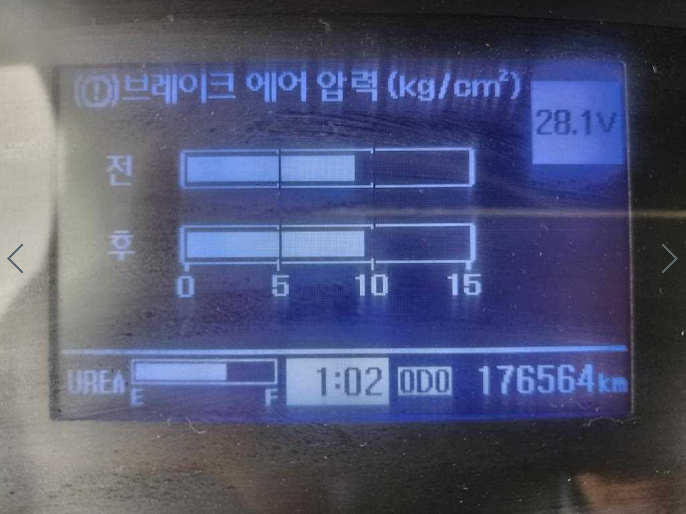 (!) 브레이크 에어 압력 (kg/cm²)
28.1V
전
후
0 5 10 15
UREA E F 1:02 ODO 176564km